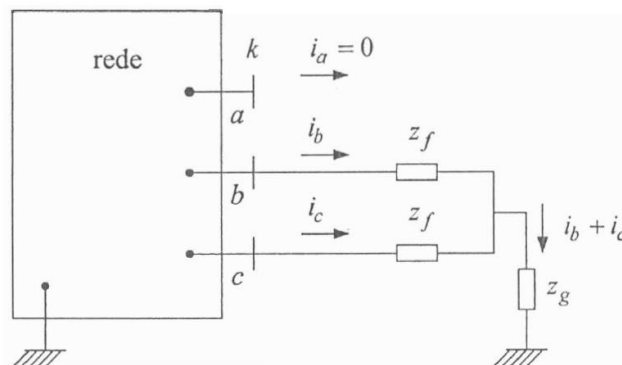 rede
k
i_a = 0
a
i_b
z_f
b
i_c
z_f
i_b + i_c
c
z_g